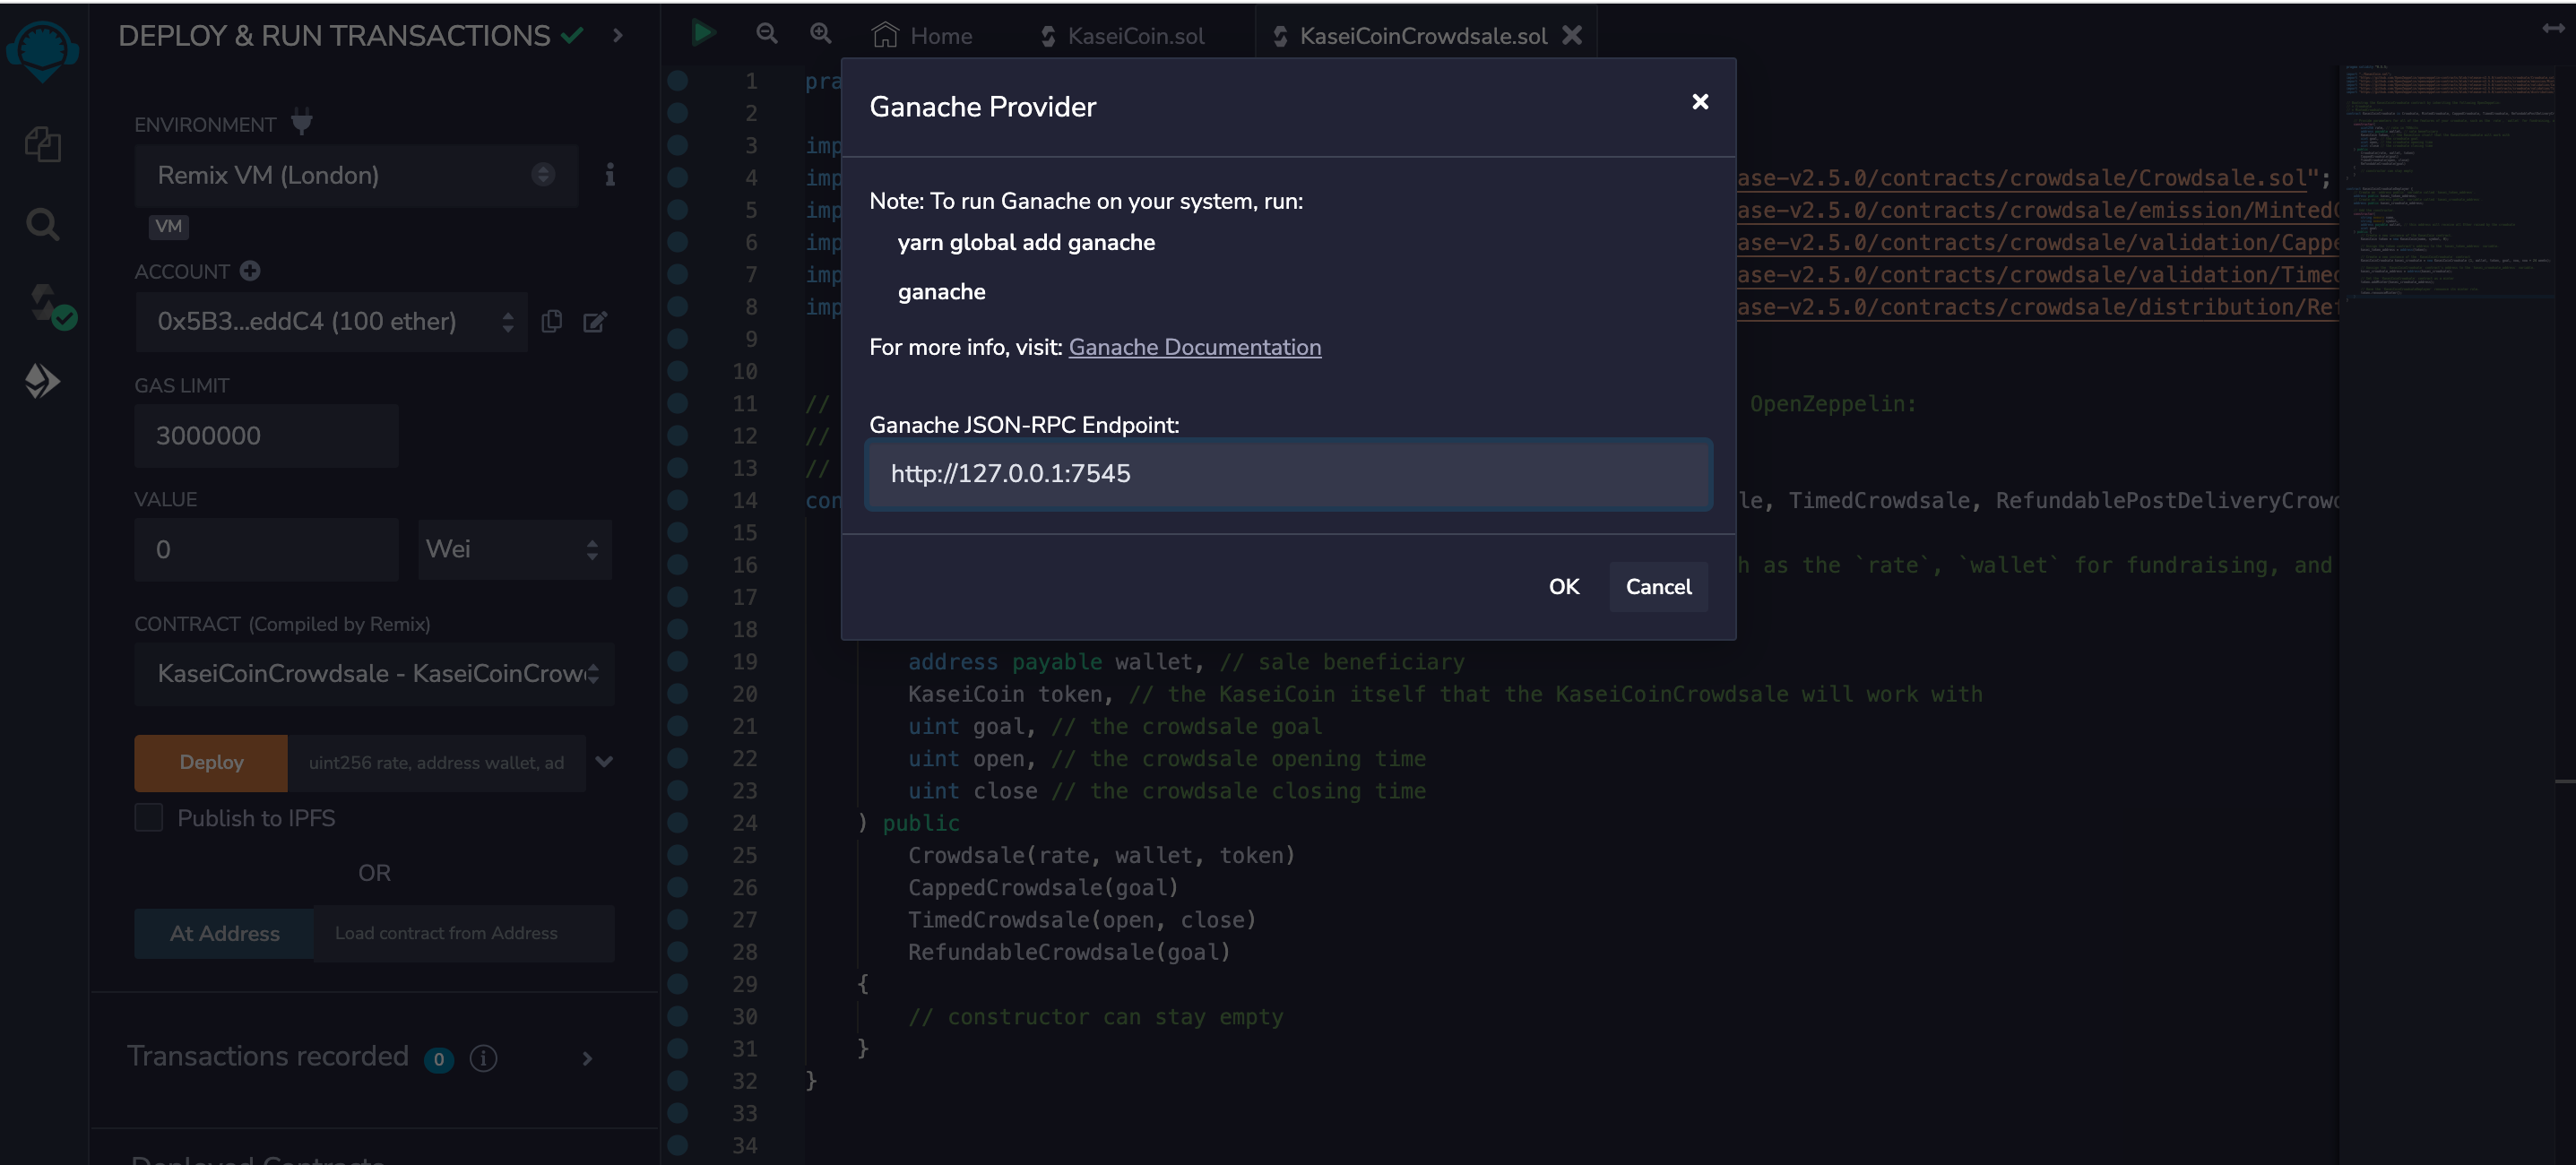 DEPLOY & RUN TRANSACTIONS
ENVIRONMENT
Remix VM (London)
VM
ACCOUNT
0x5B3...eddC4 (100 ether)
GAS LIMIT
3000000
VALUE
0
Wei
CONTRACT (Compiled by Remix)
KaseiCoinCrowdsale - KaseiCoinCrow
Deploy
uint256 rate, address wallet, ad
Publish to IPFS
OR
At Address
Load contract from Address
Transactions recorded 0
Deployed Contracts
Home
KaseiCoin.sol
KaseiCoinCrowdsale.sol
Ganache Provider
Note: To run Ganache on your system, run:
yarn global add ganache
ganache
For more info, visit: Ganache Documentation
Ganache JSON-RPC Endpoint:
http://127.0.0.1:7545
OK
Cancel
1 pra
2
3 imp
4 imp ase-v2.5.0/contracts/crowdsale/Crowdsale.sol";
5 imp ase-v2.5.0/contracts/crowdsale/emission/Minted
6 imp ase-v2.5.0/contracts/crowdsale/validation/Cappe
7 imp ase-v2.5.0/contracts/crowdsale/validation/Timed
8 imp ase-v2.5.0/contracts/crowdsale/distribution/Ref
9
10
11 // OpenZeppelin:
12 //
13 //
14 con le, TimedCrowdsale, RefundablePostDeliveryCrowd
15
16 h as the `rate`, `wallet` for fundraising, and
17
18
19 address payable wallet, // sale beneficiary
20 KaseiCoin token, // the KaseiCoin itself that the KaseiCoinCrowdsale will work with
21 uint goal, // the crowdsale goal
22 uint open, // the crowdsale opening time
23 uint close // the crowdsale closing time
24 ) public
25 Crowdsale(rate, wallet, token)
26 CappedCrowdsale(goal)
27 TimedCrowdsale(open, close)
28 RefundableCrowdsale(goal)
29 {
30 // constructor can stay empty
31 }
32 }
33
34